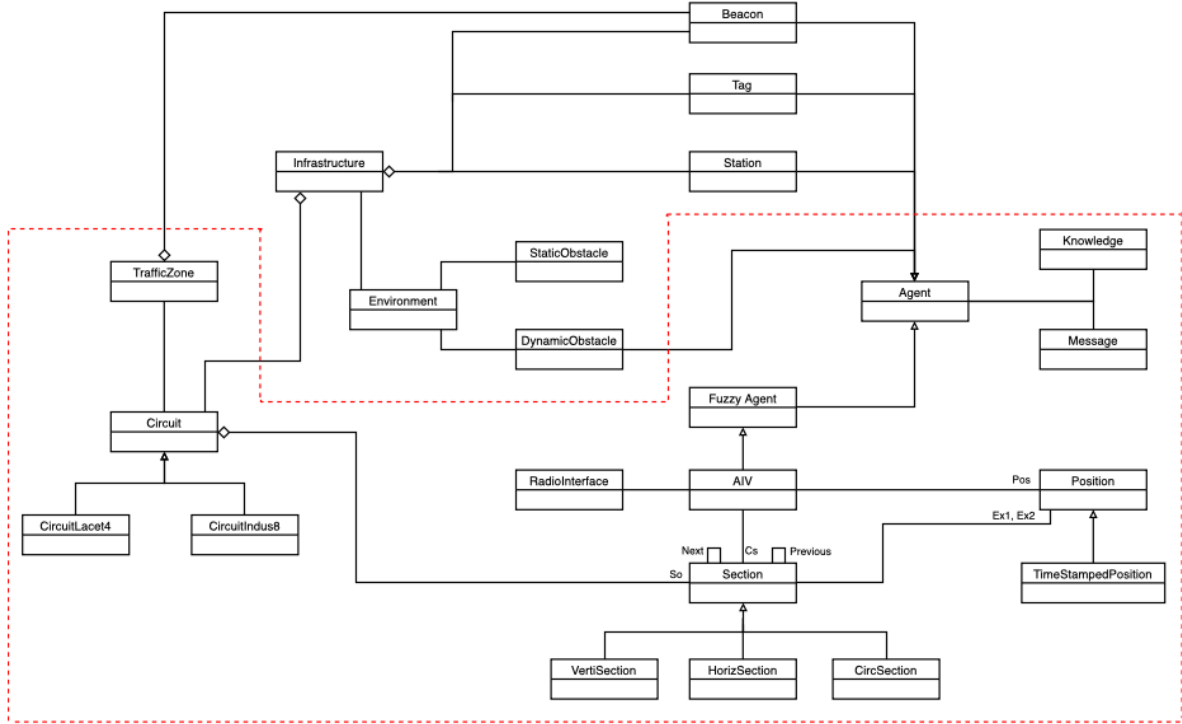 Beacon
Tag
Infrastructure
Station
Knowledge
StaticObstacle
TrafficZone
Agent
Environment
DynamicObstacle
Message
Fuzzy Agent
Circuit
RadioInterface
AIV
Pos
Position
Ex1, Ex2
CircuitLacet4
CircuitIndus8
Next
Cs
Previous
So
Section
TimeStampedPosition
VertiSection
HorizSection
CircSection